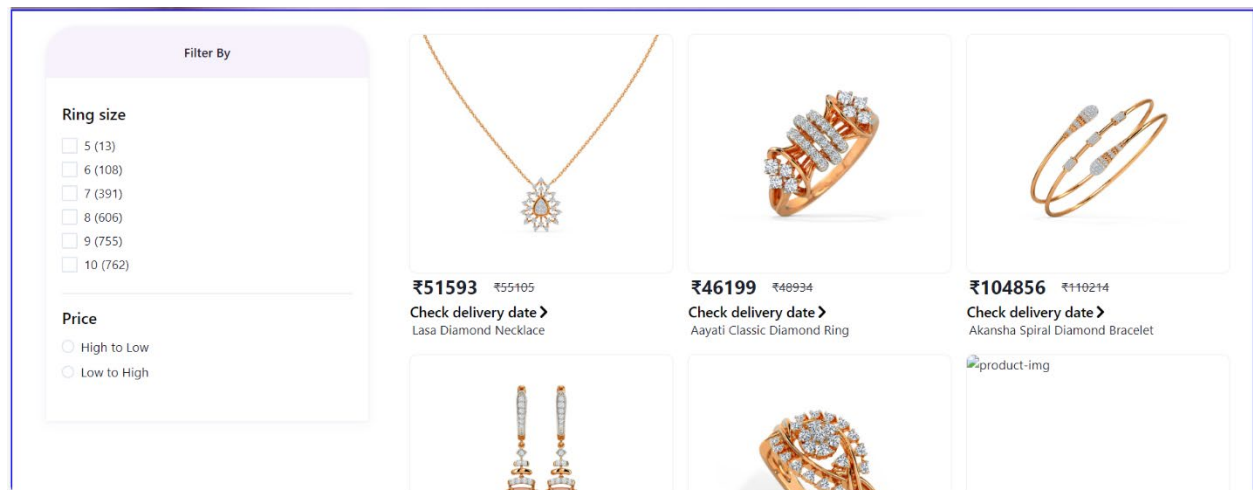 Filter By
Ring size
5 (13)
6 (108)
7 (391)
8 (606)
9 (755)
10 (762)
Price
High to Low
Low to High
₹51593 ₹55105
Check delivery date
Lasa Diamond Necklace
₹46199 ₹48934
Check delivery date
Aayati Classic Diamond Ring
₹104856 ₹110214
Check delivery date
Akansha Spiral Diamond Bracelet
product-img